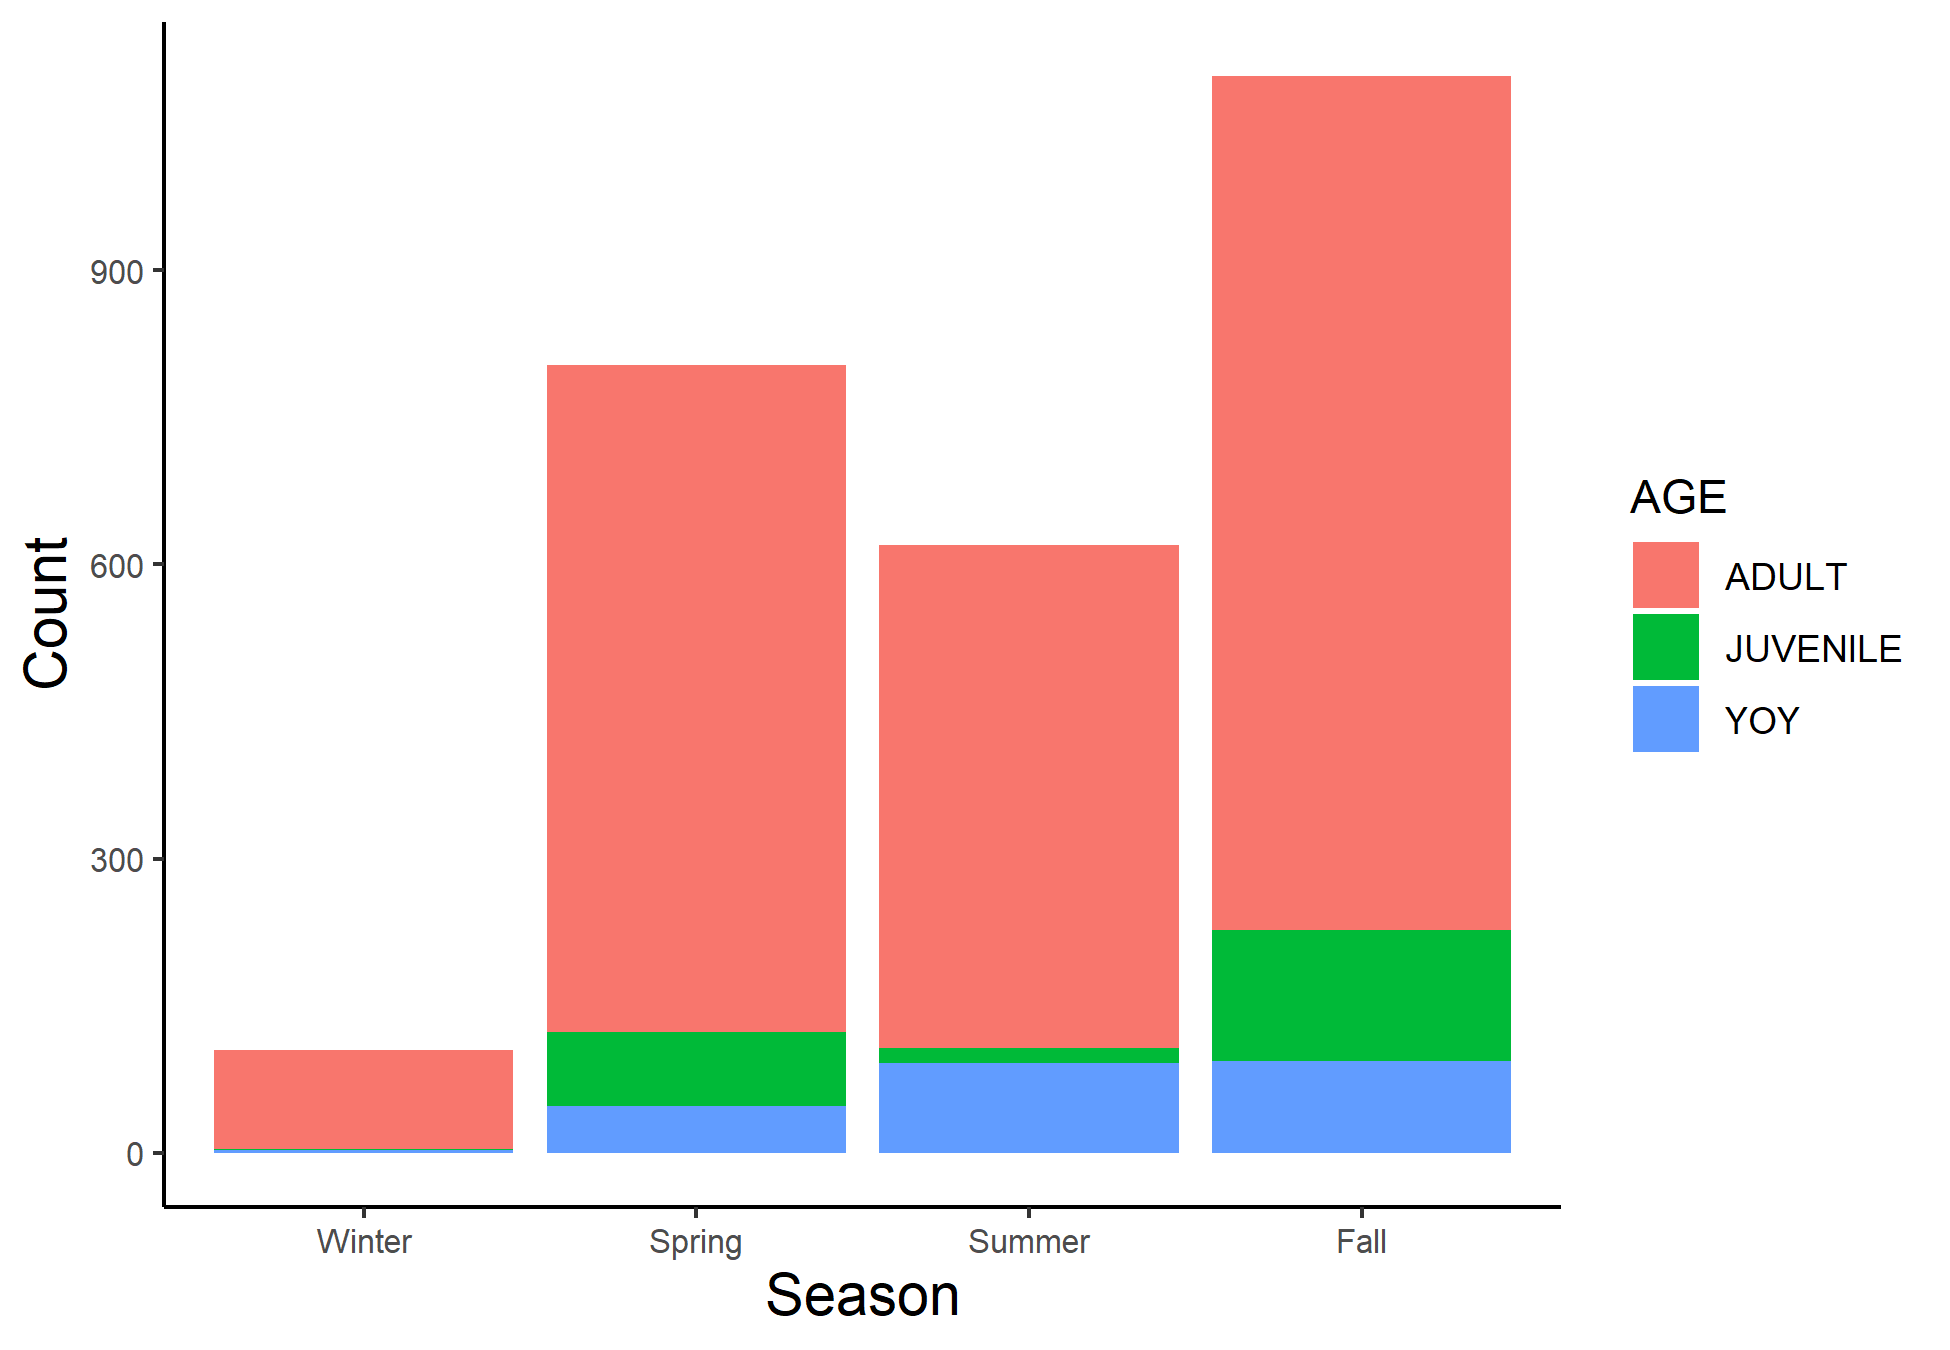 Count
900
600
300
0
Winter Spring Summer Fall
Season
AGE
ADULT
JUVENILE
YOY